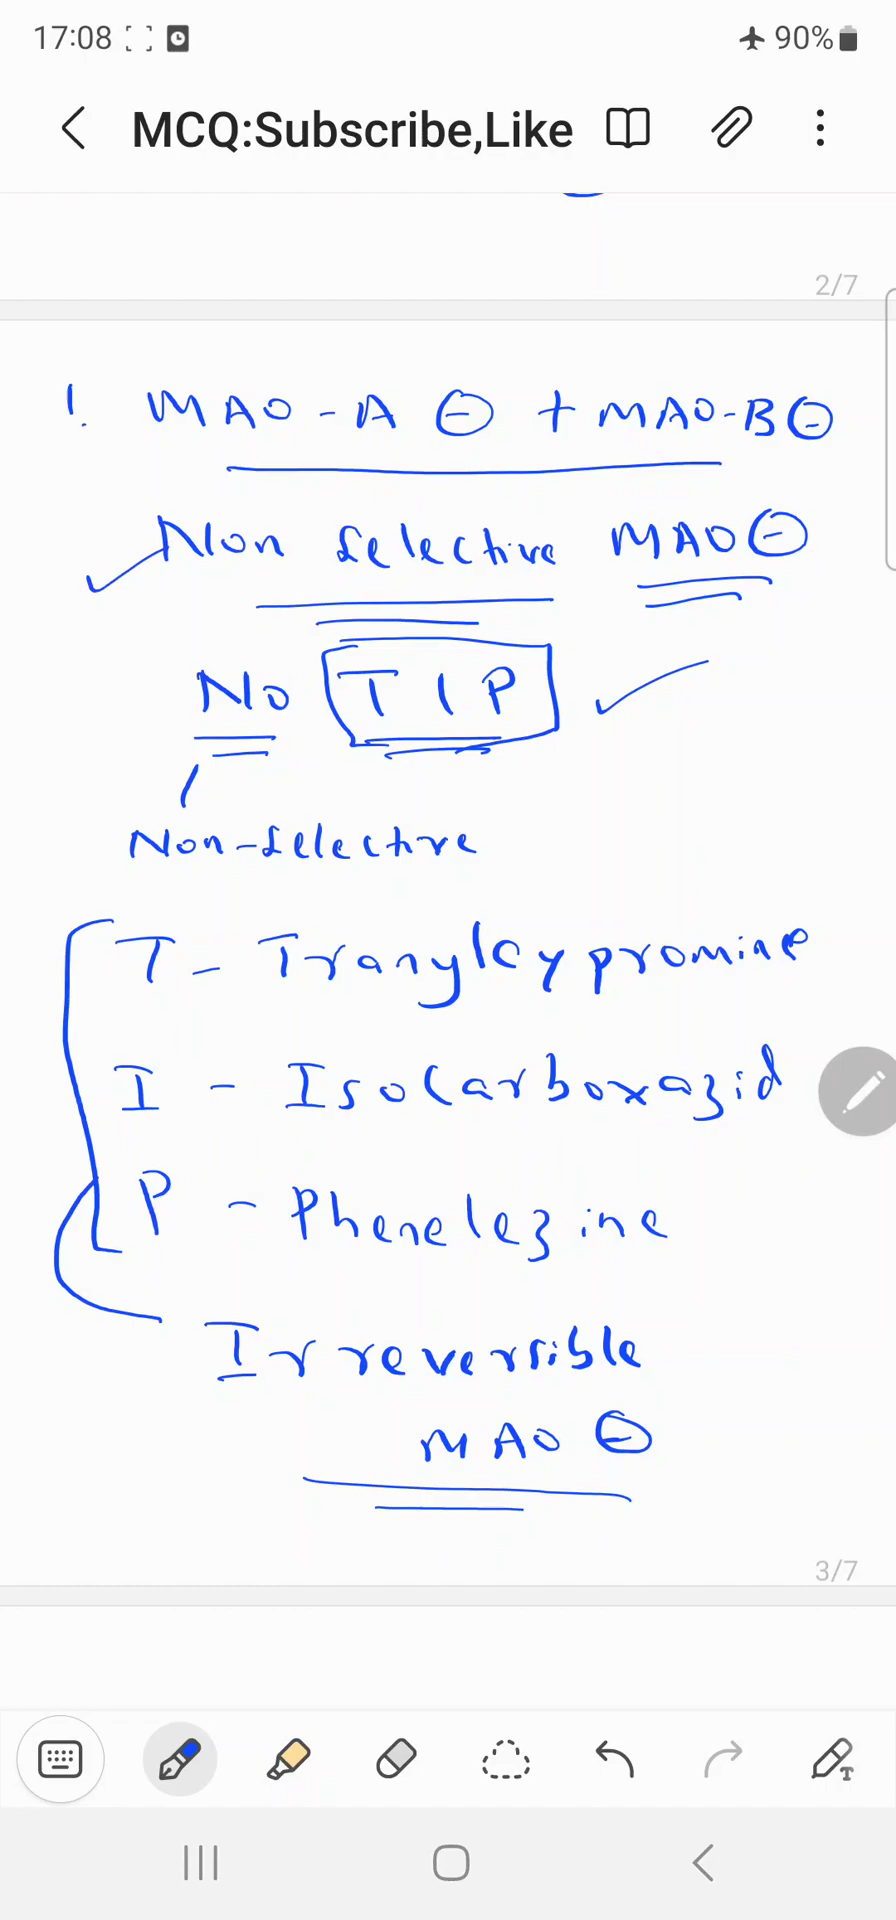 17:08 90%
MCQ:Subscribe,Like
2/7
1. MAO-A ⊖ + MAO-B ⊖
Non selective MAO ⊖
No TIP
Non-selective
T - Tranylcypromine
I - Isocarboxazid
P - Phenelezine
Irreversible
MAO ⊖
3/7